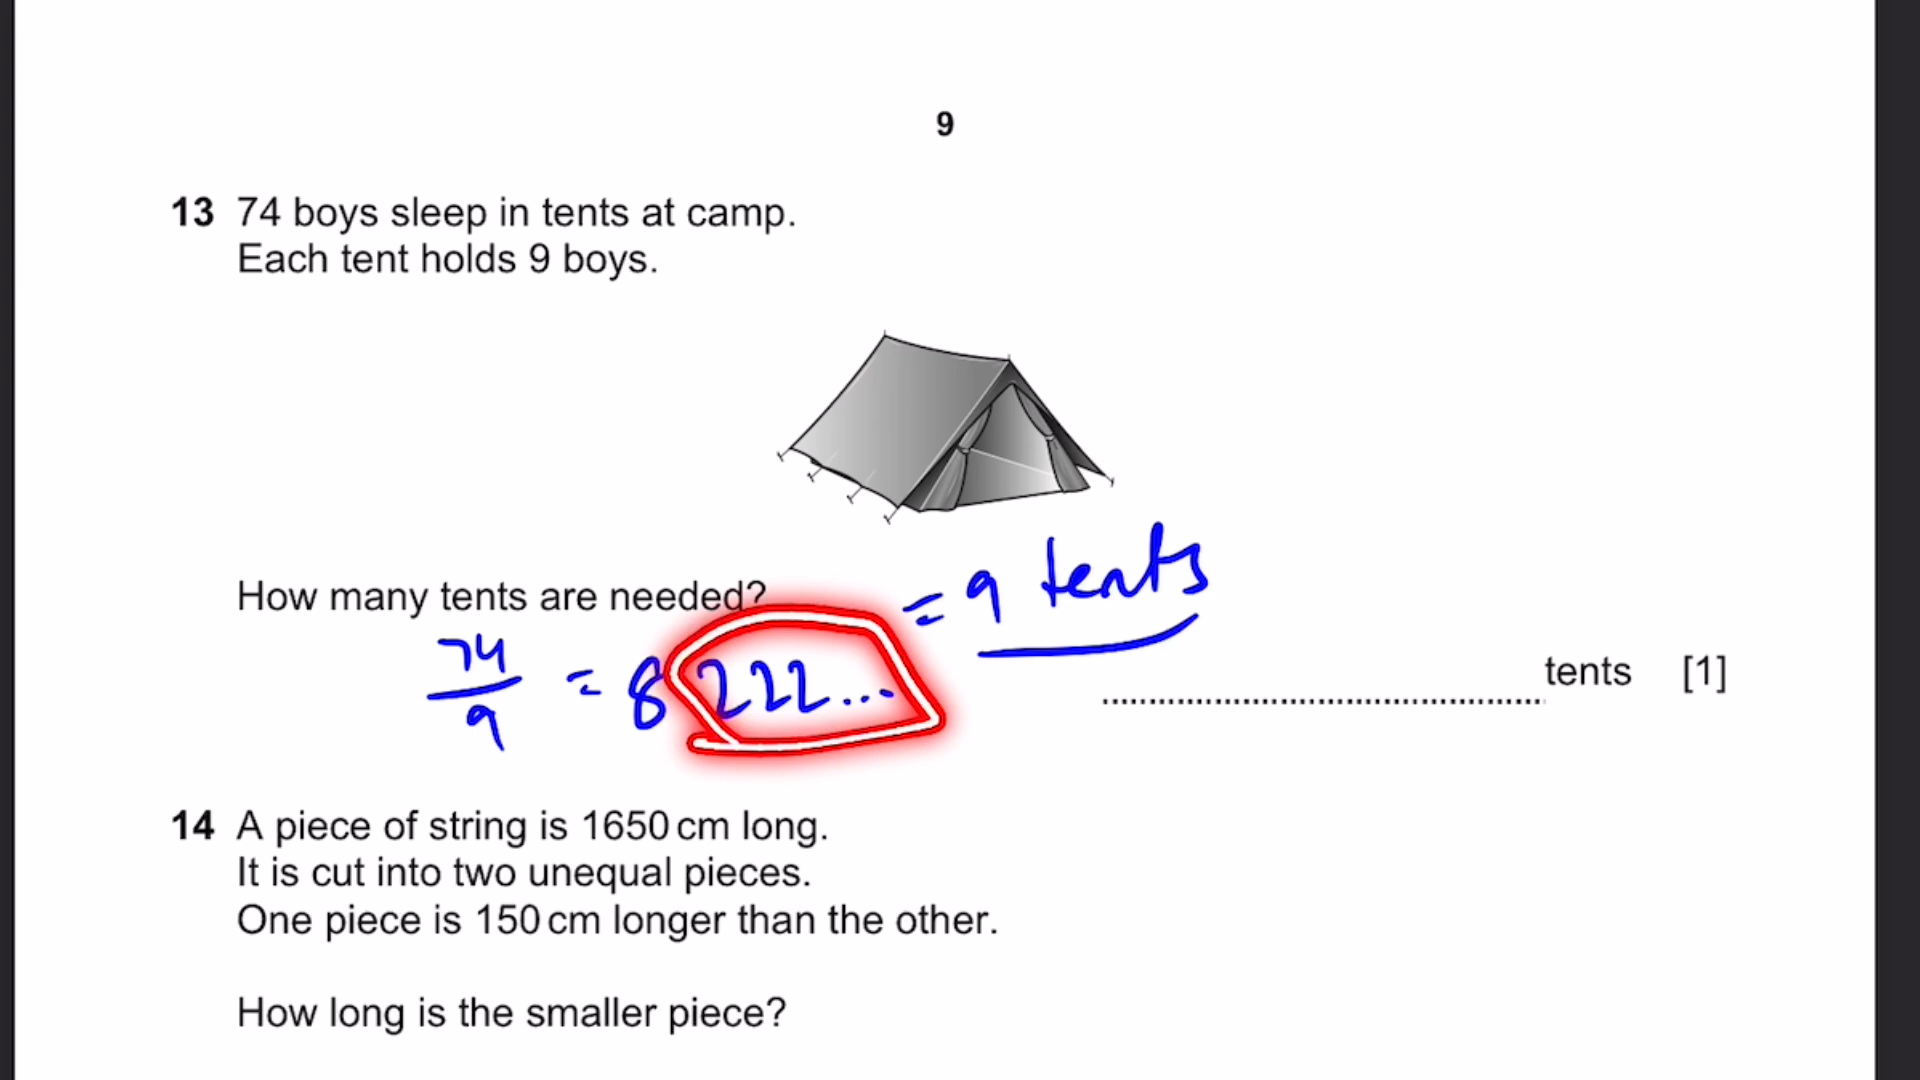 9
13 74 boys sleep in tents at camp.
Each tent holds 9 boys.
How many tents are needed?
= 9 tents
74/9 = 8 222...
tents [1]
14 A piece of string is 1650 cm long.
It is cut into two unequal pieces.
One piece is 150 cm longer than the other.
How long is the smaller piece?